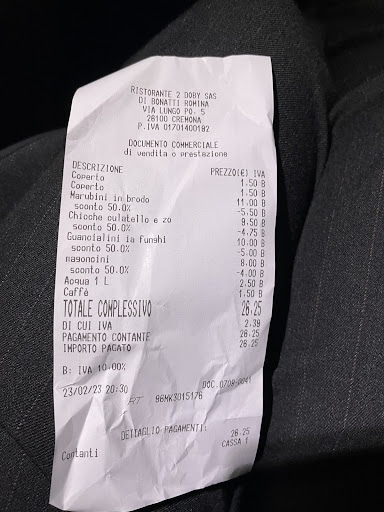 RISTORANTE 2 DOBY SAS
DI BONATTI ROMINA
VIA LUNGO PO. 5
26100 CREMONA
P.IVA 01701400192
DOCUMENTO COMMERCIALE
di vendita o prestazione
DESCRIZIONE PREZZO(€) IVA
Coperto 1.50 B
Coperto 1.50 B
Marubini in brodo 11.00 B
sconto 50.0% -5.50 B
Chicche culatello e zo 9.50 B
sconto 50.0% -4.75 B
Guancialini ia funghi 10.00 B
sconto 50.0% -5.00 B
magoncini 8.00 B
sconto 50.0% -4.00 B
Acqua 1 L 2.50 B
Caffè 1.50 B
TOTALE COMPLESSIVO 26.25
DI CUI IVA 2.39
PAGAMENTO CONTANTE 26.25
IMPORTO PAGATO 26.25
B: IVA 10.00%
23/02/23 20:30 DOC.0709-0041
RT 96MK3015176
DETTAGLIO PAGAMENTI:
Contanti 26.25
CASSA 1